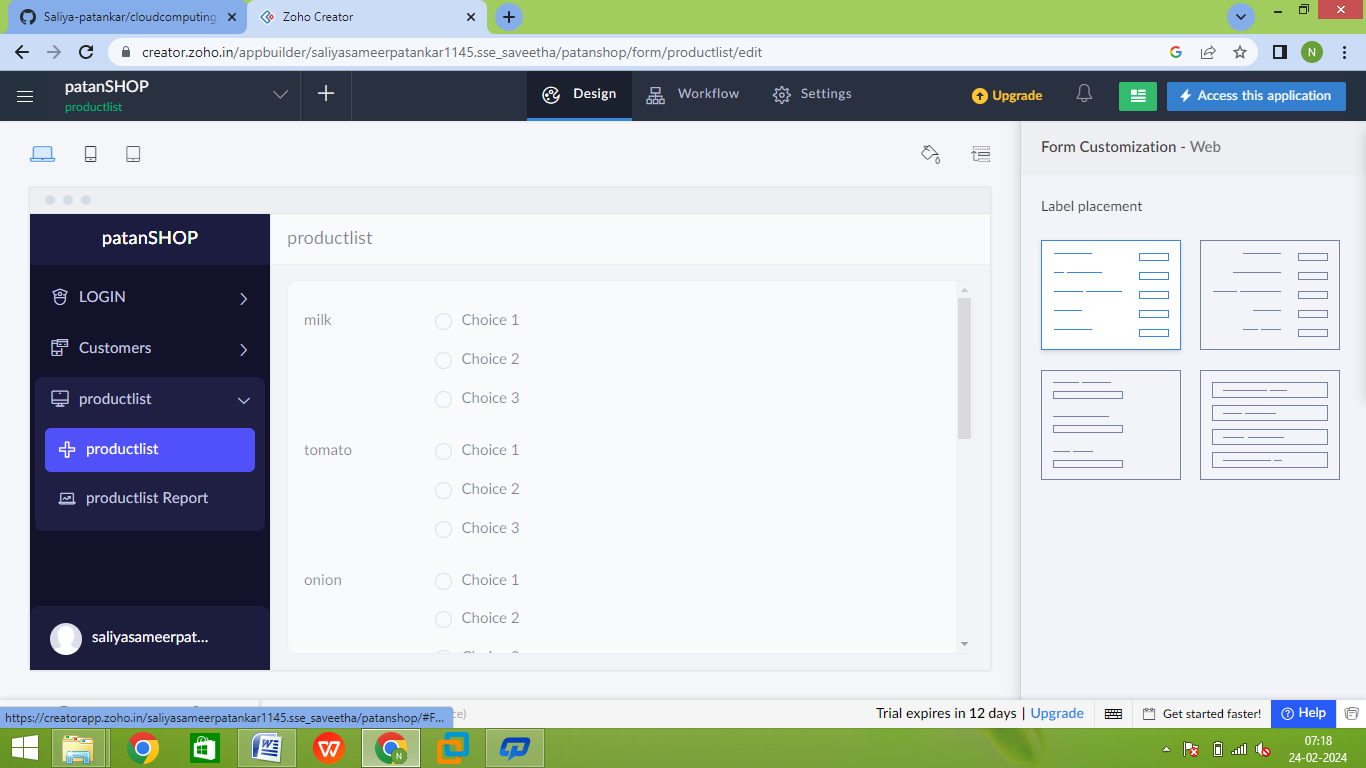 Saliya-patankar/cloudcomputing
Zoho Creator
creator.zoho.in/appbuilder/saliyasameerpatankar1145.sse_saveetha/patanshop/form/productlist/edit
N
patanSHOP
productlist
Design
Workflow
Settings
Upgrade
Access this application
Form Customization - Web
Label placement
patanSHOP
productlist
LOGIN
Customers
productlist
productlist
productlist Report
saliyasameerpat...
milk
Choice 1
Choice 2
Choice 3
tomato
Choice 1
Choice 2
Choice 3
onion
Choice 1
Choice 2
https://creatorapp.zoho.in/saliyasameerpatankar1145.sse_saveetha/patanshop/#F...
Trial expires in 12 days | Upgrade
Get started faster!
Help
07:18
24-02-2024